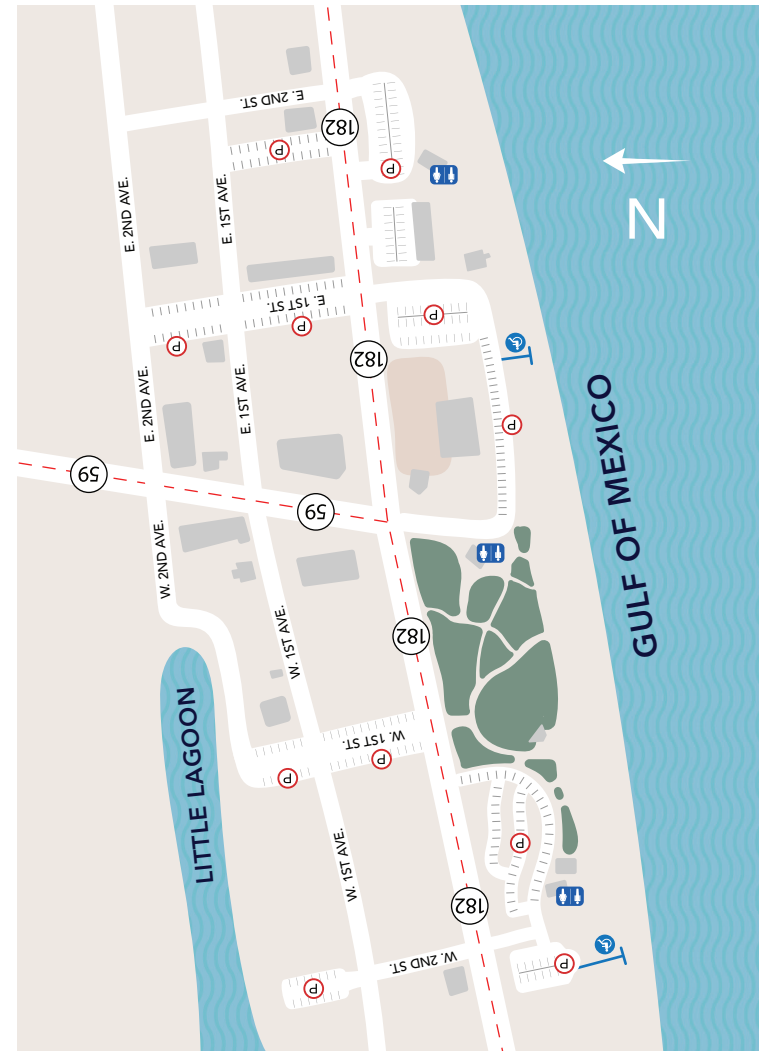 E. 2ND ST.
182
P
P
E. 2ND AVE.
E. 1ST AVE.
N
E. 1ST ST.
P
P
P
182
E. 2ND AVE.
E. 1ST AVE.
P
59
59
GULF OF MEXICO
W. 2ND AVE.
182
W. 1ST AVE.
LITTLE LAGOON
W. 1ST ST.
P
P
P
W. 1ST AVE.
182
W. 2ND ST.
P
P